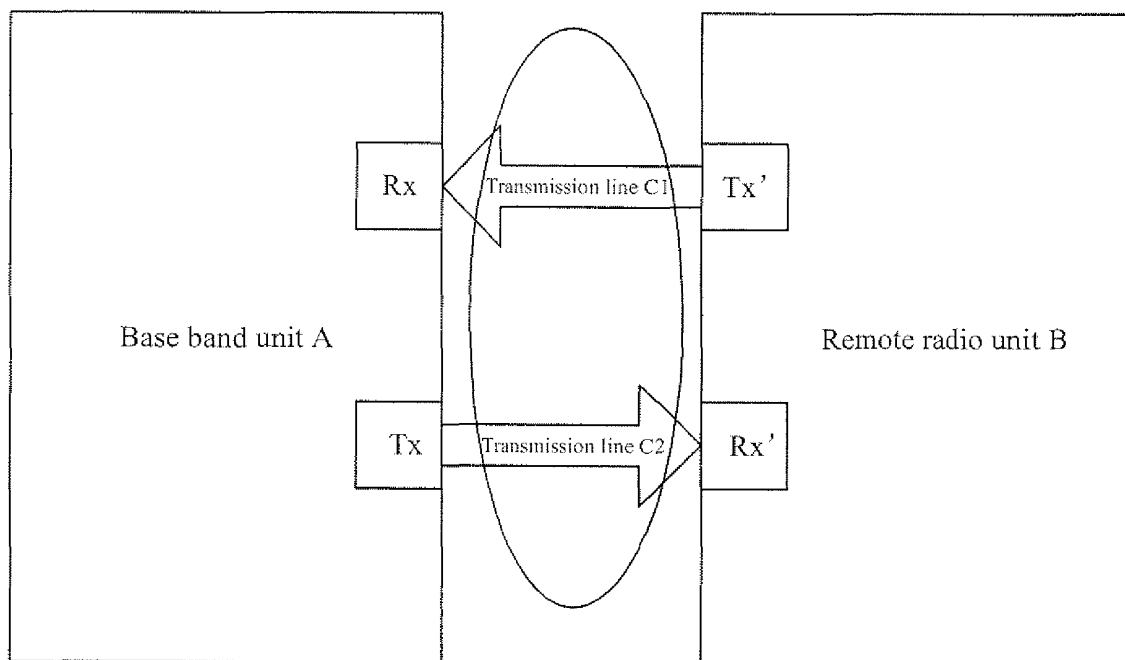 Rx
Transmission line C1
Tx’
Base band unit A
Remote radio unit B
Tx
Transmission line C2
Rx’